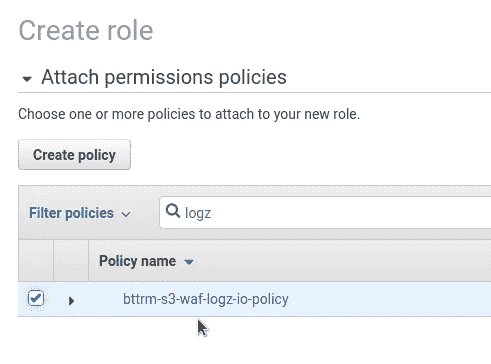 Create role
Attach permissions policies
Choose one or more policies to attach to your new role.
Create policy
Filter policies
logz
Policy name
bttrm-s3-waf-logz-io-policy